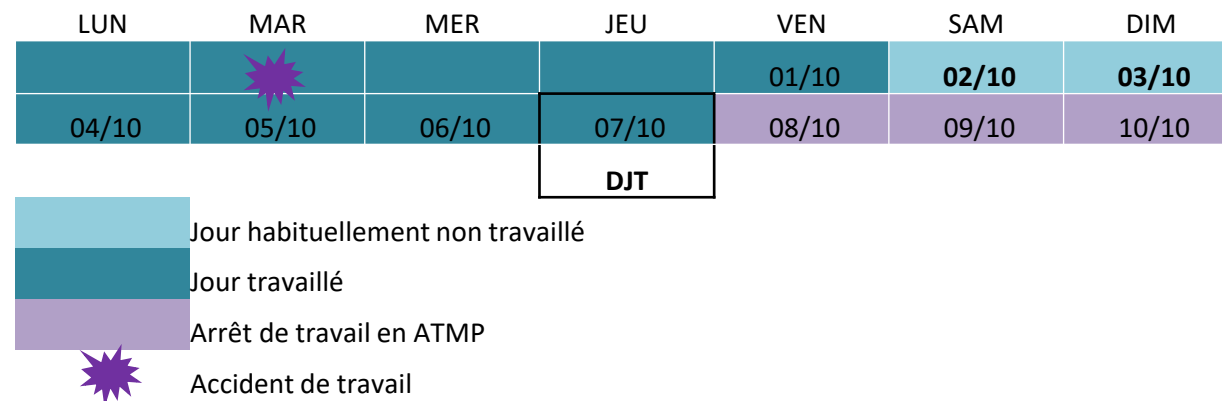 LUN MAR MER JEU VEN SAM DIM
01/10 02/10 03/10
04/10 05/10 06/10 07/10 08/10 09/10 10/10
DJT
Jour habituellement non travaillé
Jour travaillé
Arrêt de travail en ATMP
Accident de travail